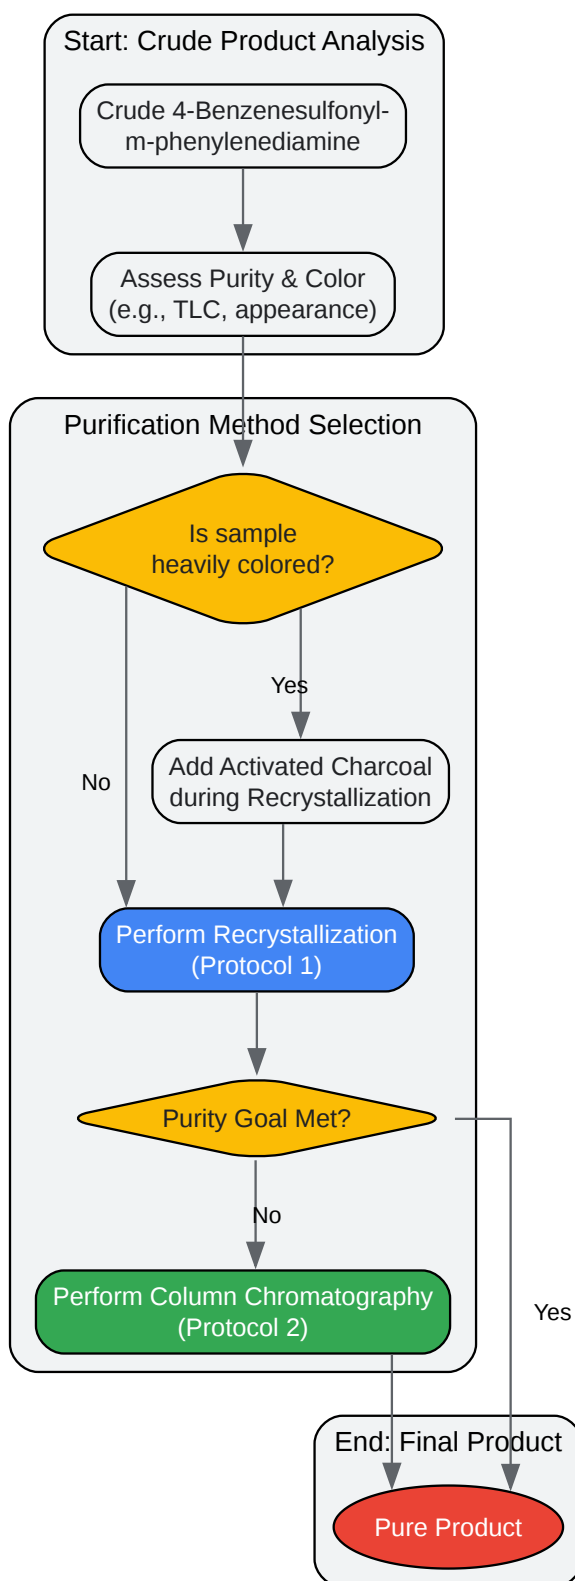 Start: Crude Product Analysis
Crude 4-Benzenesulfonyl-
m-phenylenediamine
Assess Purity & Color
(e.g., TLC, appearance)
Purification Method Selection
Is sample
heavily colored?
Yes
No
Add Activated Charcoal
during Recrystallization
Perform Recrystallization
(Protocol 1)
Purity Goal Met?
No
Perform Column Chromatography
(Protocol 2)
Yes
End: Final Product
Pure Product